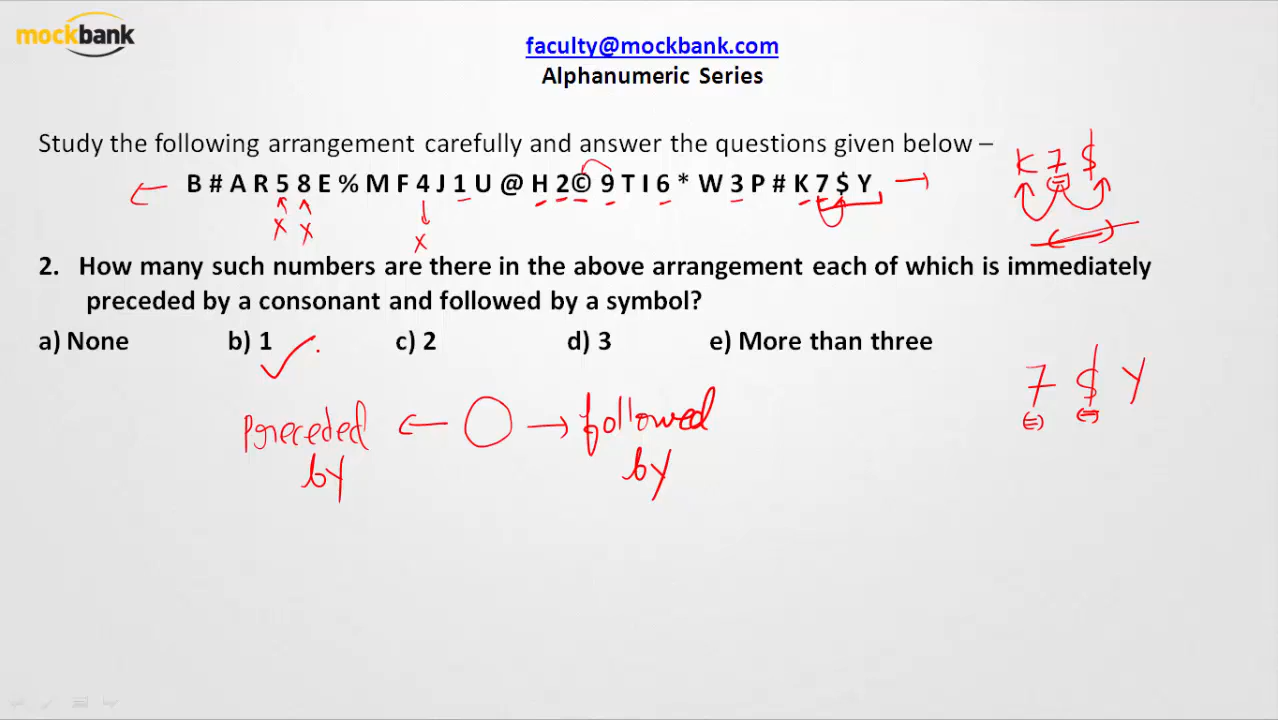 mockbank
faculty@mockbank.com
Alphanumeric Series
Study the following arrangement carefully and answer the questions given below –
B # A R 5 8 E % M F 4 J 1 U @ H 2 © 9 T I 6 * W 3 P # K 7 $ Y
K 7 $
X X X
2. How many such numbers are there in the above arrangement each of which is immediately
preceded by a consonant and followed by a symbol?
a) None b) 1 c) 2 d) 3 e) More than three
7 $ Y
Preceded followed
by by